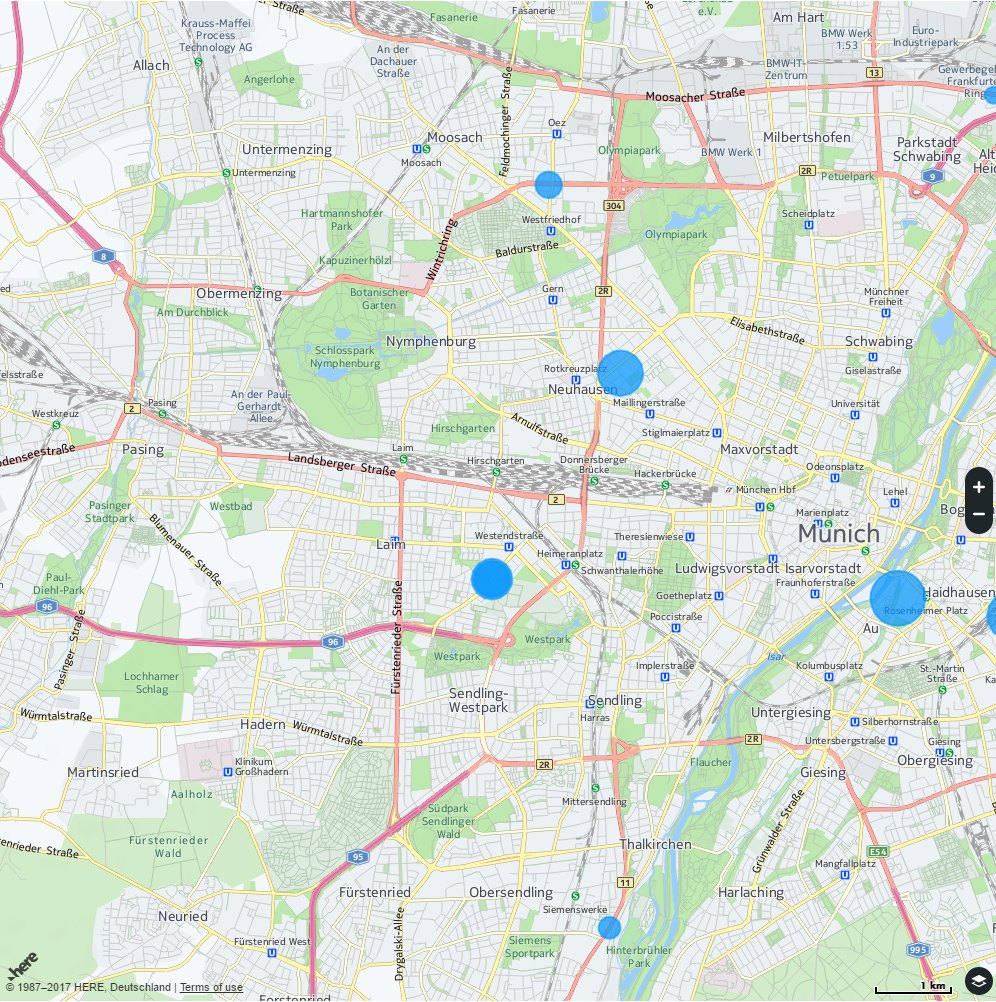 er Straße
Fasanerie
Fasanerie
e.V.
Am Hart
Krauss-Maffei
Process
Technology AG
An der
Dachauer
Straße
BMW Werk
1.53
Euro-
Industriepark
Allach
Angerlohe
BMW-IT
Zentrum
13
Gewerbegel
Frankfurte
Ring
Moosacher Straße
Feldmochinger Straße
Oez
Moosach
Untermenzing
Moosach
Olympiapark
BMW Werk 1
Milbertshofen
Parkstadt
Schwabing
Alt
Heid
Untermenzing
2R
Petuelpark
9
304
Hartmannshofer
Park
Westfriedhof
Scheidplatz
Olympiapark
Baldurstraße
Wintrichring
8
Kapuzinerhölzl
Obermenzing
Botanischer
Garten
Gern
2R
Münchner
Freiheit
Am Durchblick
Elisabethstraße
Nymphenburg
Schwabing
Schlosspark
Nymphenburg
Rotkreuzplatz
Giselastraße
Neuhausen
Maillingerstraße
An der Paul-
Gerhardt-
Allee
Pasing
2
Westkreuz
Universität
Arnulfstraße
Hirschgarten
Stiglmaierplatz
Pasing
Laim
Maxvorstadt
Landsberger Straße
Hirschgarten
Donnersberger
Brücke
Hackerbrücke
Odeonsplatz
München Hbf
Lehel
2
Pasinger
Stadtpark
Westbad
Bog
Marienplatz
Blumenauer Straße
Munich
Laim
Westendstraße
Theresienwiese
Heimeranplatz
Schwanthalerhöhe
Ludwigsvorstadt
Isarvorstadt
Paul-
Diehl-Park
Fraunhoferstraße
Goetheplatz
Haidhausen
96
Rosenheimer Platz
Poccistraße
Au
96
Westpark
Westpark
Fürstenrieder Straße
Pasinger Straße
Isar
Implerstraße
Kolumbusplatz
St.-Martin
Straße
Lochhamer
Schlag
Sendling-
Westpark
Sendling
Harras
Würmtalstraße
Hadern
Würmtalstraße
Untergiesing
Silberhornstraße
2R
Untersbergstraße
Giesing
Obergiesing
Martinsried
Klinikum
Großhadern
2R
Flaucher
Giesing
Aalholz
Mittersendling
Südpark
Sendlinger
Wald
Grünwalder Straße
Fürstenrieder
Wald
Thalkirchen
95
E54
Mangfallplatz
11
Fürstenried
Obersendling
Harlaching
Neuried
Siemenswerke
Drygalski-Allee
Fürstenried West
Siemens
Sportpark
Hinterbrühler
Park
995
here
© 1987–2017 HERE, Deutschland | Terms of use
1 km
Forstenried